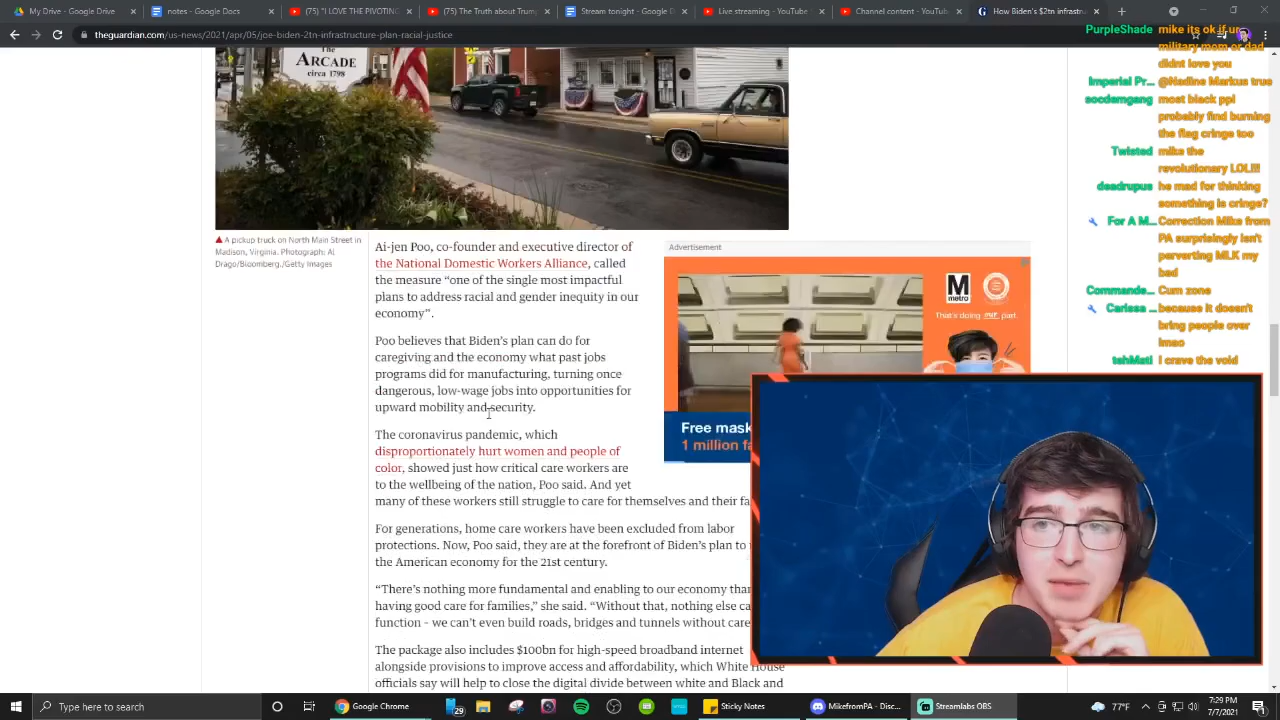 My Drive - Google Drive
notes - Google Docs
(75) "I LOVE THE PIVOTING"
The Truth about Trump's
Stream tonight - Google Docs
Live streaming - YouTube
Channel content - YouTube
How Biden's $2tn infrastructure
theguardian.com/us-news/2021/apr/05/joe-biden-2tn-infrastructure-plan-racial-justice
The
ARCADE
circa 1798
A pickup truck on North Main Street in
Madison, Virginia. Photograph: Al
Drago/Bloomberg/Getty Images
Ai-jen Poo, co-founder and executive director of
the National Domestic Workers Alliance, called
the measure “one of the single most impactful
plans to address racial and gender inequity in our
economy”.
Poo believes that Biden’s plan can do for
caregiving and the economy what past jobs
programs did for manufacturing, turning once
dangerous, low-wage jobs into opportunities for
upward mobility and security.
The coronavirus pandemic, which
disproportionately hurt women and people of
color, showed just how critical care workers are
to the wellbeing of the nation, Poo said. And yet
many of these workers still struggle to care for themselves and their fa
For generations, home care workers have been excluded from labor
protections. Now, Poo said, they are at the forefront of Biden’s plan to
the American economy for the 21st century.
“There’s nothing more fundamental and enabling to our economy than
having good care for families,” she said. “Without that, nothing else ca
function – we can’t even build roads, bridges and tunnels without care
The package also includes $100bn for high-speed broadband internet
alongside provisions to improve access and affordability, which White House
officials say will help to close the digital divide between white and Black and
Advertisement
M
metro
That's doing part.
Free mask
1 million fa
PurpleShade mike its ok if ur
military mom or dad
didnt love you
Imperial Pr... @Nadine Markus true
socdemgang most black ppl
probably find burning
the flag cringe too
Twisted mike the
revolutionary LOL!!
deadrupus he mad for thinking
something is cringe?
For A M... Correction Mike from
PA surprisingly isn't
perverting MLK my
bad
Commande... Cum zone
Carissa ... because it doesn't
bring people over
lmao
tehMati I crave the void
Type here to search
Google Chrome
29
Sticky Notes
MikefromPA - Disc...
Streamlabs OBS
77°F
7:29 PM
7/7/2021